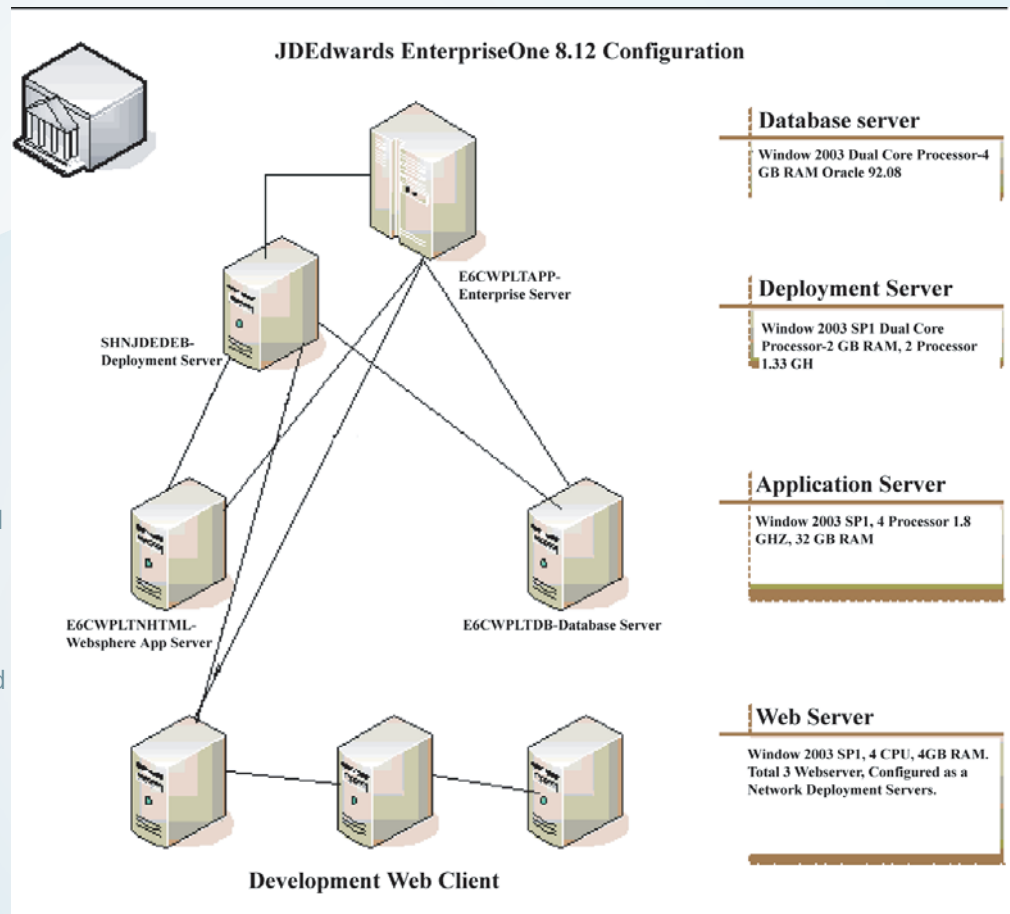 JDEdwards EnterpriseOne 8.12 Configuration
Database server
Window 2003 Dual Core Processor-4
GB RAM Oracle 92.08
E6CWPLTAPP-
Enterprise Server
Deployment Server
Window 2003 SP1 Dual Core
Processor-2 GB RAM, 2 Processor
1.33 GH
SHNJDEDEB-
Deployment Server
Application Server
Window 2003 SP1, 4 Processor 1.8
GHZ, 32 GB RAM
E6CWPLTNHTML-
Websphere App Server
E6CWPLTDB-Database Server
Web Server
Window 2003 SP1, 4 CPU, 4GB RAM.
Total 3 Webserver, Configured as a
Network Deployment Servers.
Development Web Client